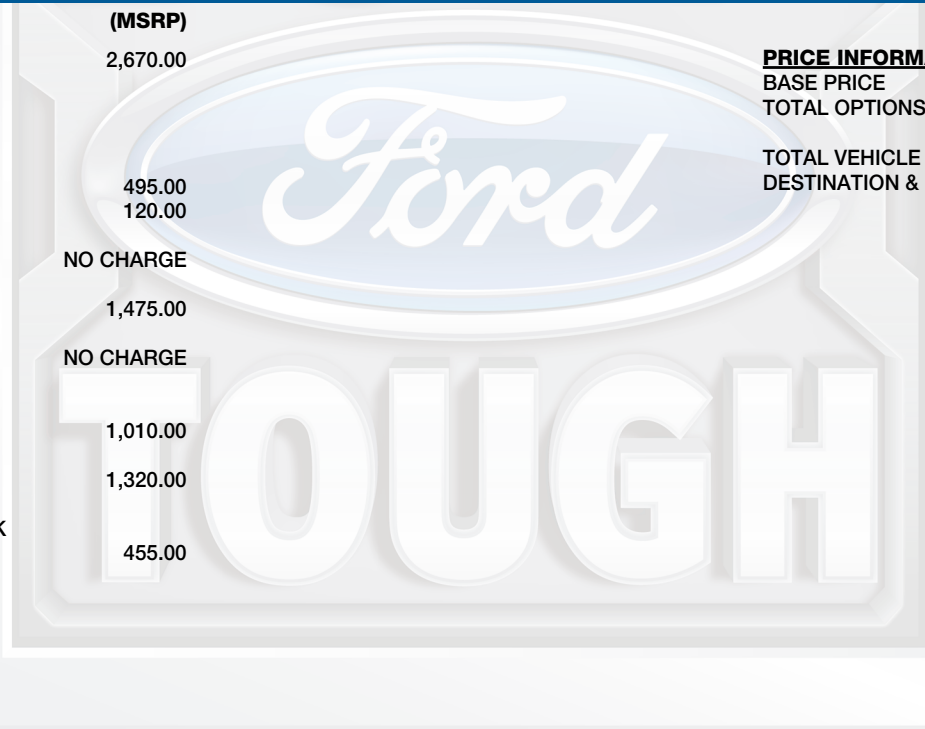 (MSRP)
2,670.00
495.00
120.00
NO CHARGE
1,475.00
NO CHARGE
1,010.00
1,320.00
K
455.00
PRICE INFORMA
BASE PRICE
TOTAL OPTIONS
TOTAL VEHICLE
DESTINATION &
Ford
TOUGH